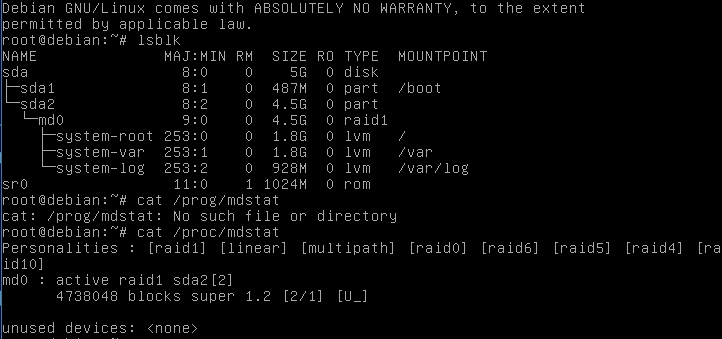 Debian GNU/Linux comes with ABSOLUTELY NO WARRANTY, to the extent
permitted by applicable law.
root@debian:~# lsblk
NAME                MAJ:MIN RM  SIZE RO TYPE  MOUNTPOINT
sda                   8:0    0    5G  0 disk
├─sda1                8:1    0  487M  0 part  /boot
└─sda2                8:2    0  4.5G  0 part
  └─md0               9:0    0  4.5G  0 raid1
    ├─system-root   253:0    0  1.8G  0 lvm   /
    ├─system-var    253:1    0  1.8G  0 lvm   /var
    └─system-log    253:2    0  928M  0 lvm   /var/log
sr0                  11:0    1 1024M  0 rom
root@debian:~# cat /prog/mdstat
cat: /prog/mdstat: No such file or directory
root@debian:~# cat /proc/mdstat
Personalities : [raid1] [linear] [multipath] [raid0] [raid6] [raid5] [raid4] [ra
id10]
md0 : active raid1 sda2[2]
      4738048 blocks super 1.2 [2/1] [U_]
unused devices: <none>